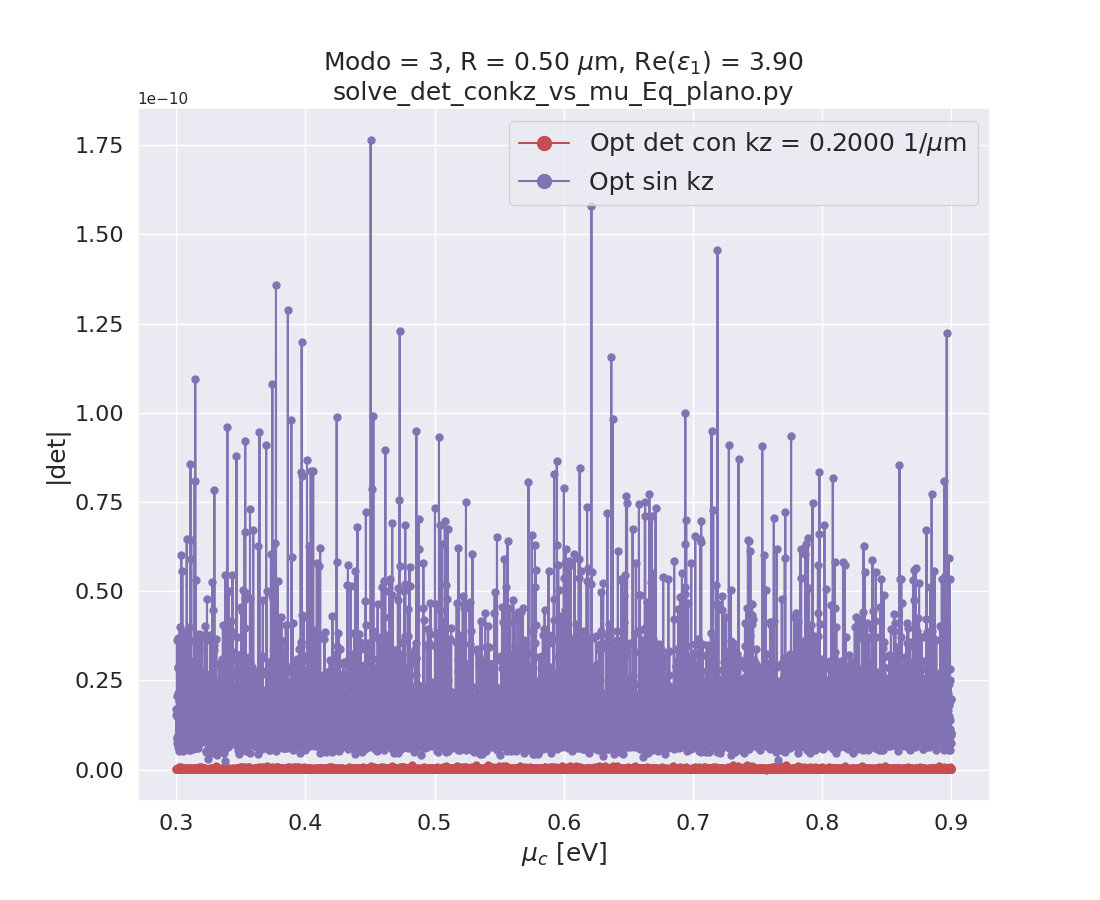 Modo = 3, R = 0.50 μm, Re(ε₁) = 3.90
solve_det_conkz_vs_mu_Eq_plano.py
1e−10
Opt det con kz = 0.2000 1/μm
Opt sin kz
1.75
1.50
1.25
1.00
0.75
0.50
0.25
0.00
|det|
0.3 0.4 0.5 0.6 0.7 0.8 0.9
μ_c [eV]